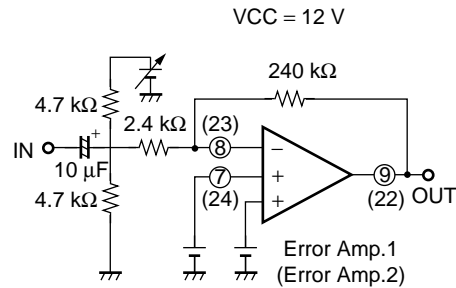 VCC = 12 V
240 kΩ
4.7 kΩ
2.4 kΩ
(23)
IN
+
10 μF
8
−
7
+
(24)
+
9
OUT
(22)
4.7 kΩ
Error Amp.1
(Error Amp.2)